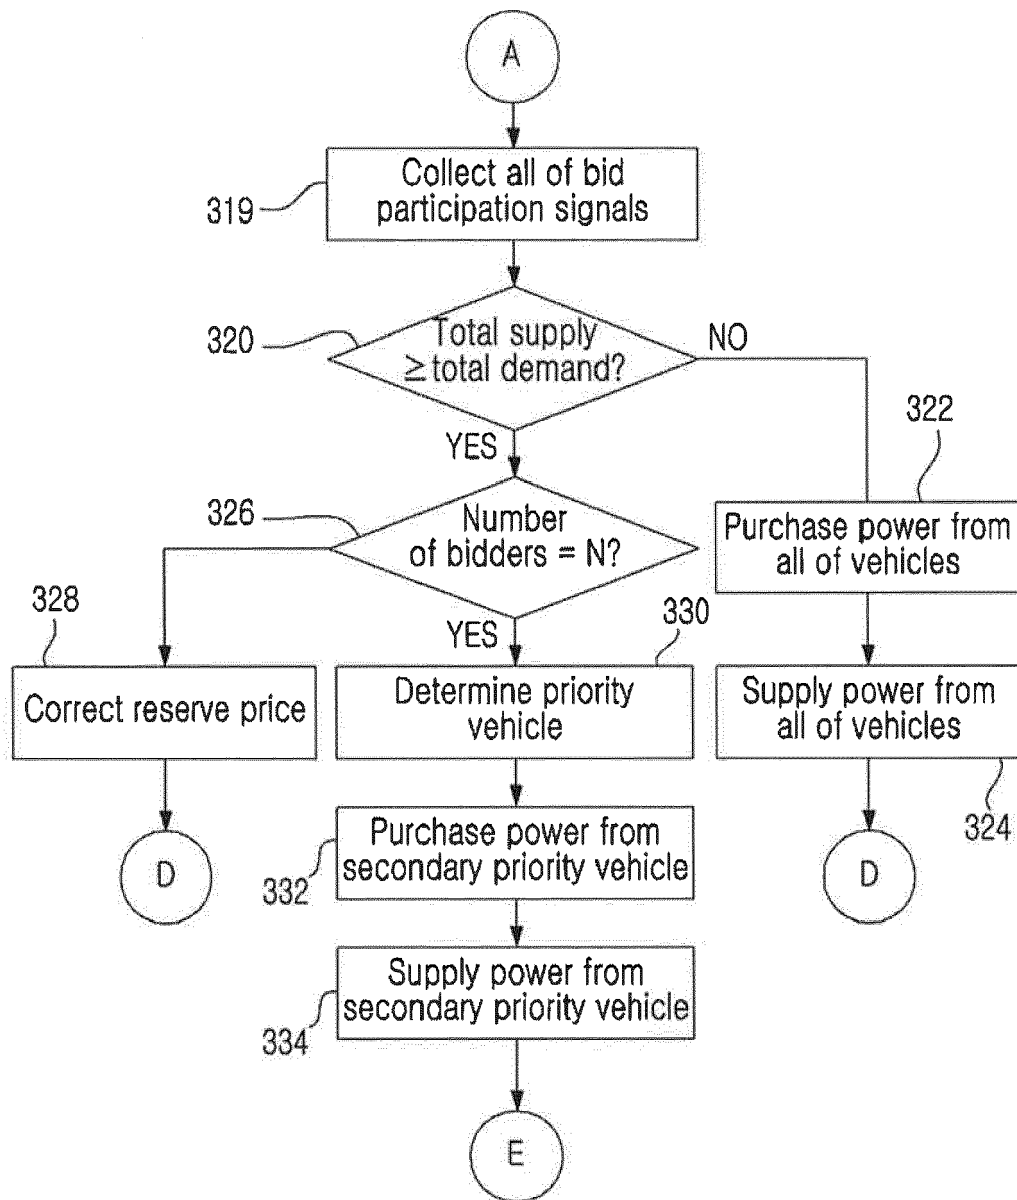 A
Collect all of bid
participation signals
319
Total supply
≥ total demand?
320
NO
YES
322
Number
of bidders = N?
326
Purchase power from
all of vehicles
328
YES
330
Correct reserve price
Determine priority
vehicle
Supply power from
all of vehicles
324
D
Purchase power from
secondary priority vehicle
332
D
Supply power from
secondary priority vehicle
334
E